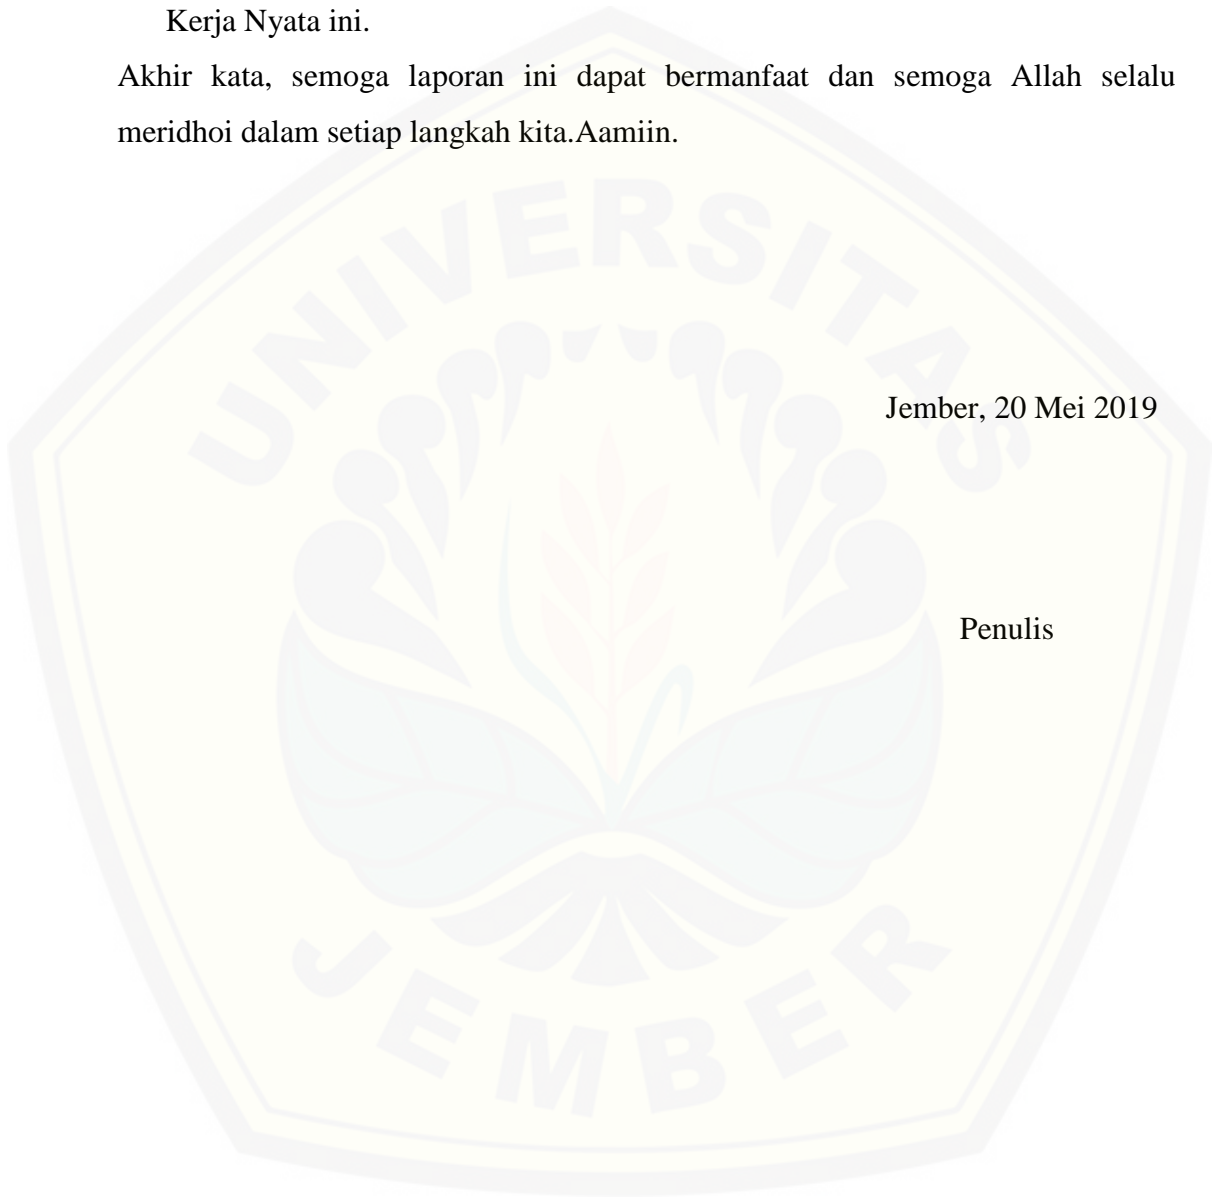 Kerja Nyata ini.
Akhir kata, semoga laporan ini dapat bermanfaat dan semoga Allah selalu
meridhoi dalam setiap langkah kita.Aamiin.
UNIVERSITAS
Jember, 20 Mei 2019
Penulis
JEMBER